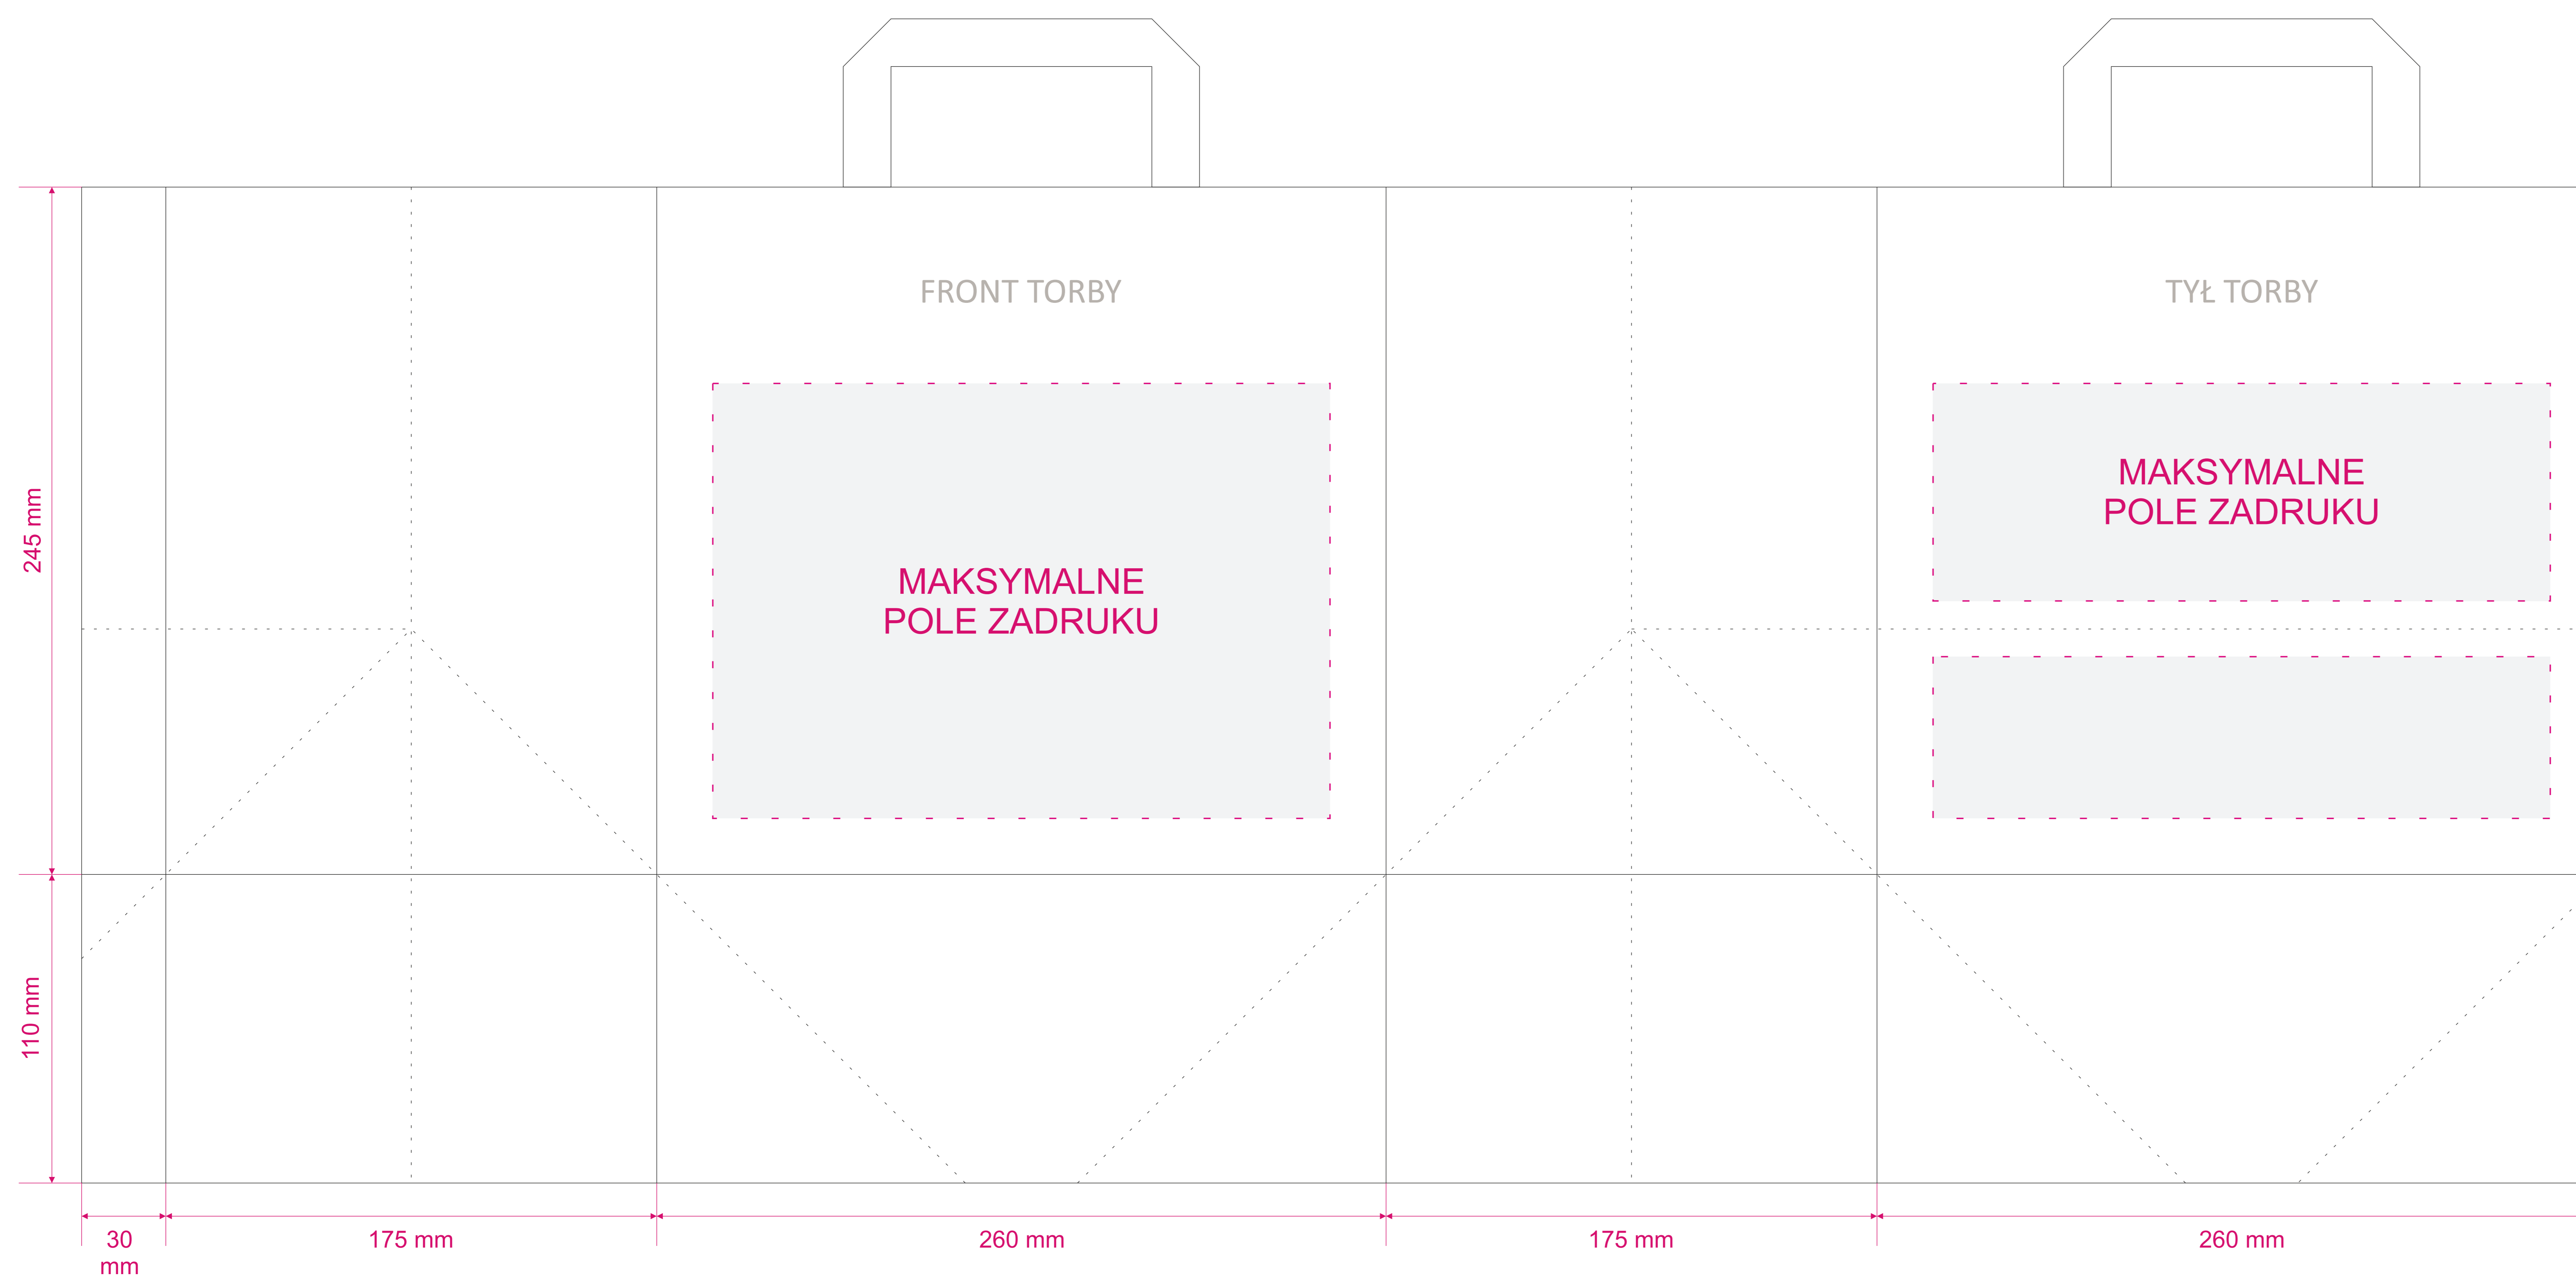 FRONT TORBY
TYŁ TORBY
MAKSYMALNE
POLE ZADRUKU
MAKSYMALNE
POLE ZADRUKU
245 mm
110 mm
30
mm
175 mm
260 mm
175 mm
260 mm